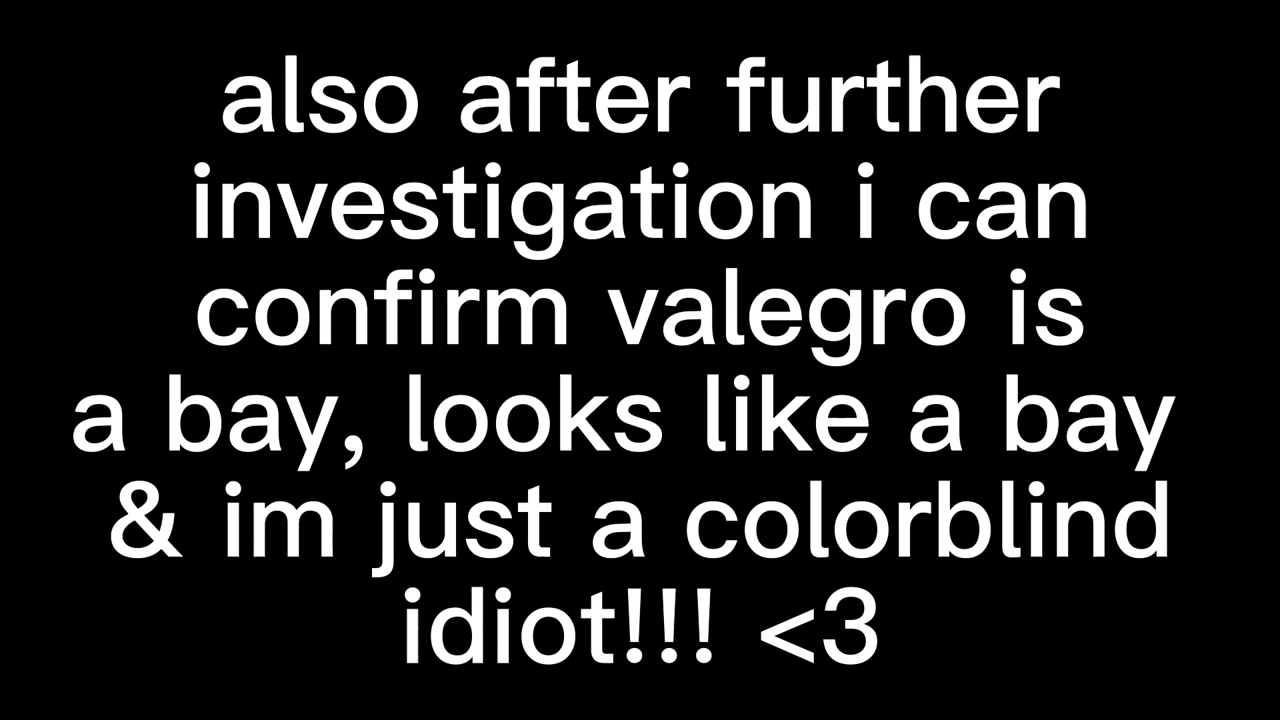 also after further
investigation i can
confirm valegro is
a bay, looks like a bay
& im just a colorblind
idiot!!! <3